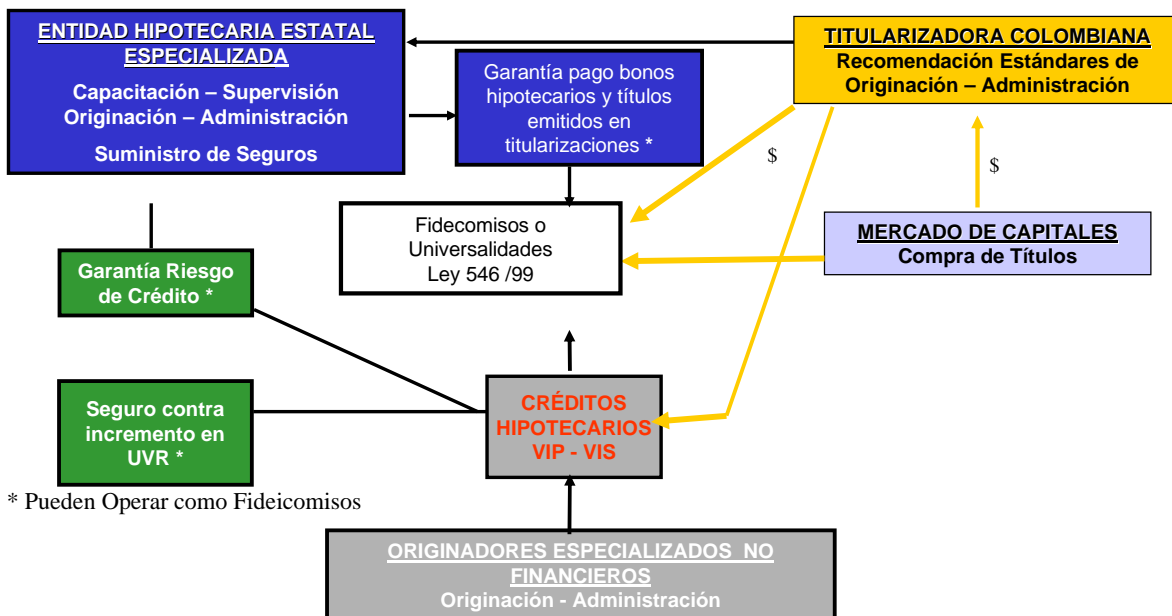 ENTIDAD HIPOTECARIA ESTATAL
ESPECIALIZADA
Capacitación – Supervisión
Originación – Administración
Suministro de Seguros
Garantía pago bonos
hipotecarios y títulos
emitidos en
titularizaciones *
TITULARIZADORA COLOMBIANA
Recomendación Estándares de
Originación – Administración
$
$
Fidecomisos o
Universalidades
Ley 546 /99
MERCADO DE CAPITALES
Compra de Títulos
Garantía Riesgo
de Crédito *
Seguro contra
incremento en
UVR *
CRÉDITOS
HIPOTECARIOS
VIP - VIS
* Pueden Operar como Fideicomisos
ORIGINADORES ESPECIALIZADOS NO
FINANCIEROS
Originación - Administración